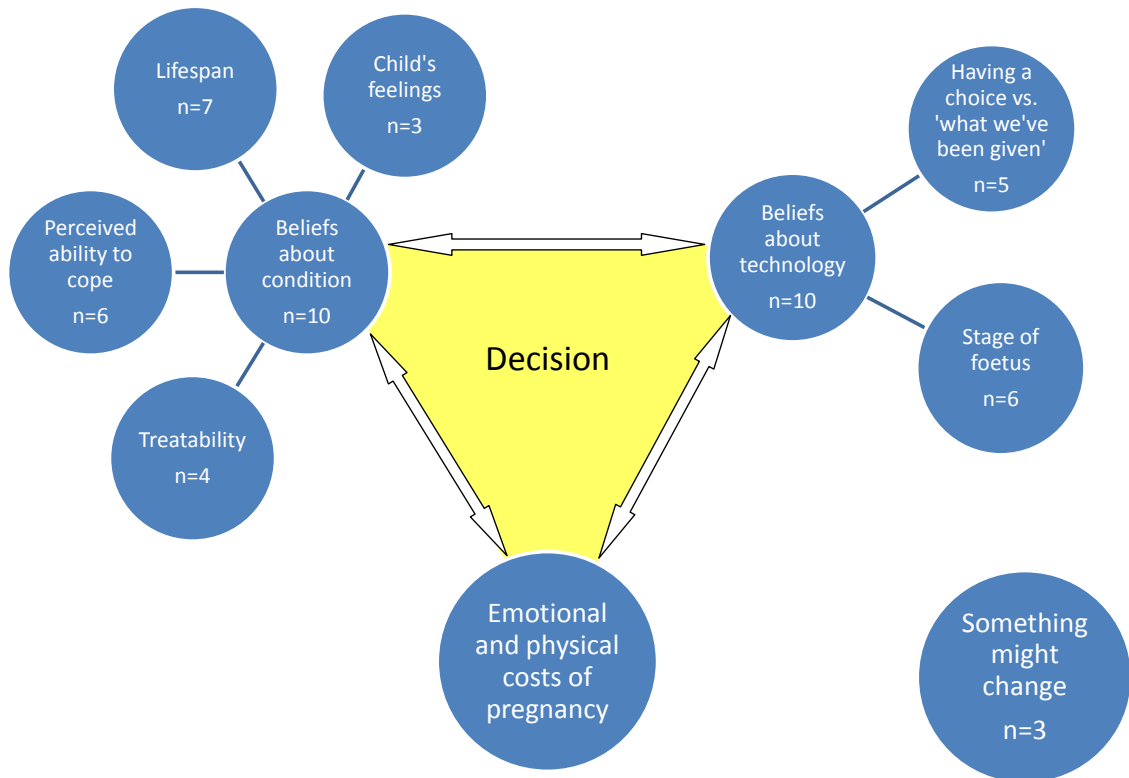 Lifespan
n=7
Child's
feelings
n=3
Having a
choice vs.
'what we've
been given'
n=5
Perceived
ability to
cope
n=6
Beliefs
about
condition
n=10
Beliefs
about
technology
n=10
Decision
Stage of
foetus
n=6
Treatability
n=4
Emotional
and physical
costs of
pregnancy
Something
might
change
n=3